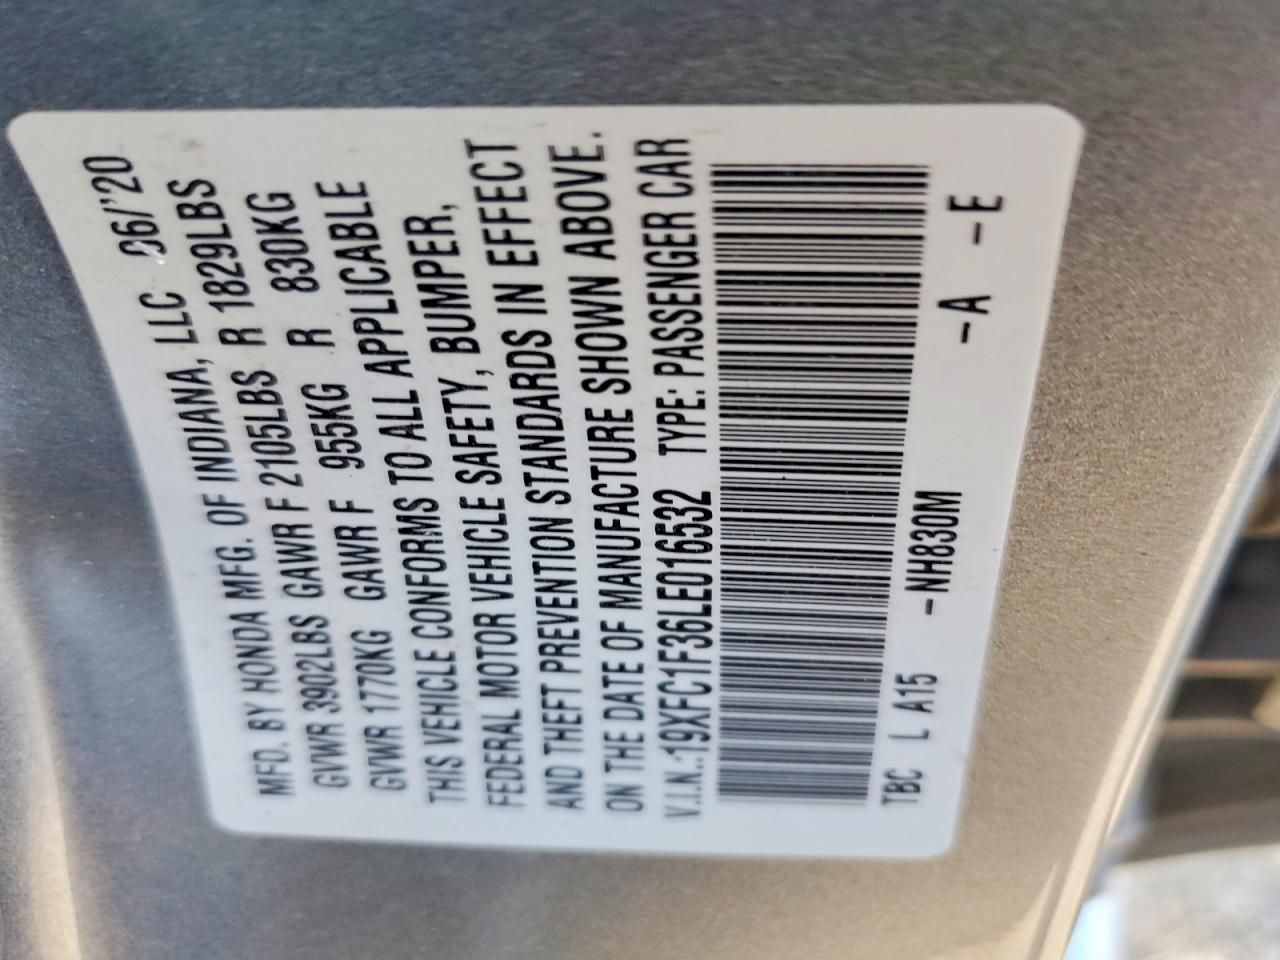 MFD. BY HONDA MFG. OF INDIANA, LLC 06/'20
GVWR 3902LBS GAWR F 2105LBS R 1829LBS
GVWR 1770KG GAWR F 955KG R 830KG
THIS VEHICLE CONFORMS TO ALL APPLICABLE
FEDERAL MOTOR VEHICLE SAFETY, BUMPER,
AND THEFT PREVENTION STANDARDS IN EFFECT
ON THE DATE OF MANUFACTURE SHOWN ABOVE.
V.I.N.:19XFC1F36LE016532 TYPE: PASSENGER CAR
TBC L A15 -NH830M -A -E